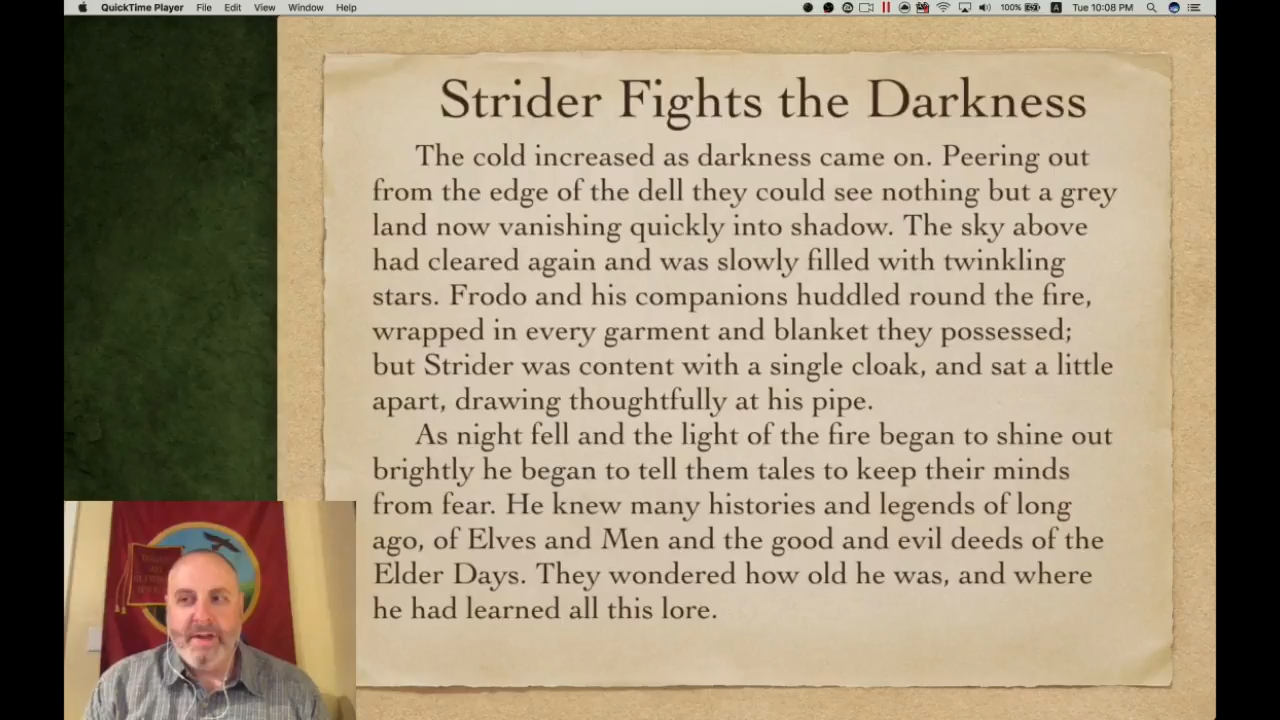 QuickTime Player File Edit View Window Help 100% Tue 10:08 PM
Strider Fights the Darkness
The cold increased as darkness came on. Peering out
from the edge of the dell they could see nothing but a grey
land now vanishing quickly into shadow. The sky above
had cleared again and was slowly filled with twinkling
stars. Frodo and his companions huddled round the fire,
wrapped in every garment and blanket they possessed;
but Strider was content with a single cloak, and sat a little
apart, drawing thoughtfully at his pipe.
As night fell and the light of the fire began to shine out
brightly he began to tell them tales to keep their minds
from fear. He knew many histories and legends of long
ago, of Elves and Men and the good and evil deeds of the
Elder Days. They wondered how old he was, and where
he had learned all this lore.